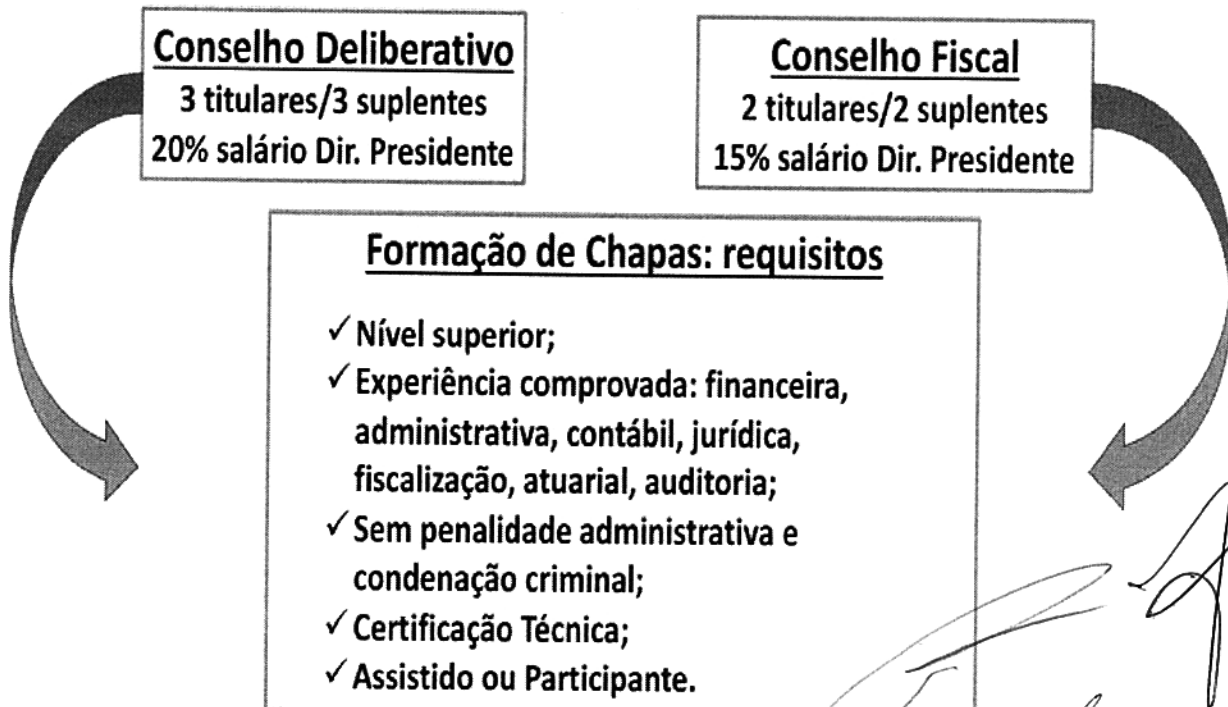 Conselho Deliberativo
3 titulares/3 suplentes
20% salário Dir. Presidente
Conselho Fiscal
2 titulares/2 suplentes
15% salário Dir. Presidente
Formação de Chapas: requisitos
✓ Nível superior;
✓ Experiência comprovada: financeira,
administrativa, contábil, jurídica,
fiscalização, atuarial, auditoria;
✓ Sem penalidade administrativa e
condenação criminal;
✓ Certificação Técnica;
✓ Assistido ou Participante.